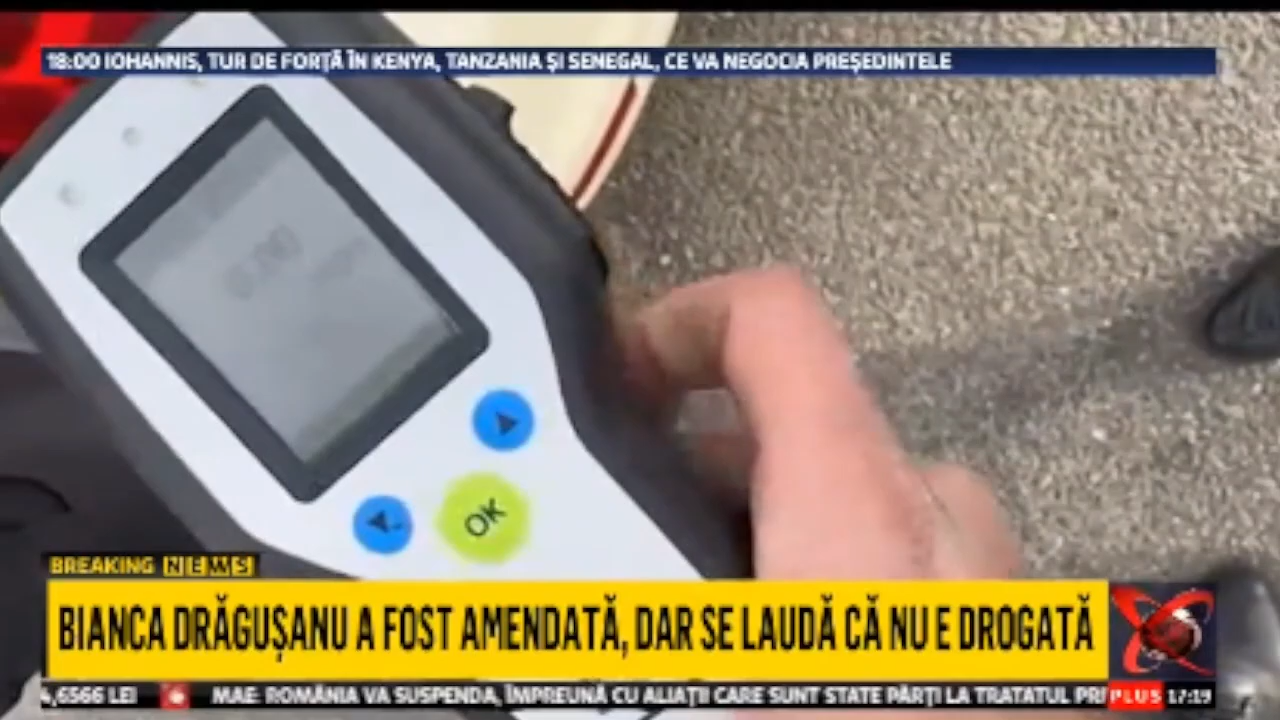 18:00 IOHANNIS, TUR DE FORȚĂ ÎN KENYA, TANZANIA ȘI SENEGAL, CE VA NEGOCIA PREȘEDINTELE
OK
BREAKING NEWS
BIANCA DRĂGUȘANU A FOST AMENDATĂ, DAR SE LAUDĂ CĂ NU E DROGATĂ
4,6566 LEI MAE: ROMÂNIA VA SUSPENDA, ÎMPREUNĂ CU ALIAȚII CARE SUNT STATE PĂRȚI LA TRATATUL PRI
PLUS 17:19